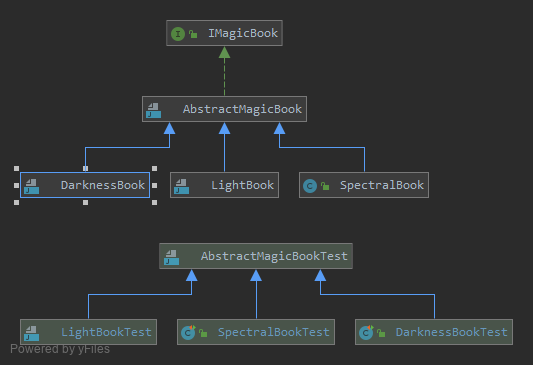 IMagicBook
AbstractMagicBook
DarknessBook
LightBook
SpectralBook
AbstractMagicBookTest
LightBookTest
SpectralBookTest
DarknessBookTest
Powered by yFiles